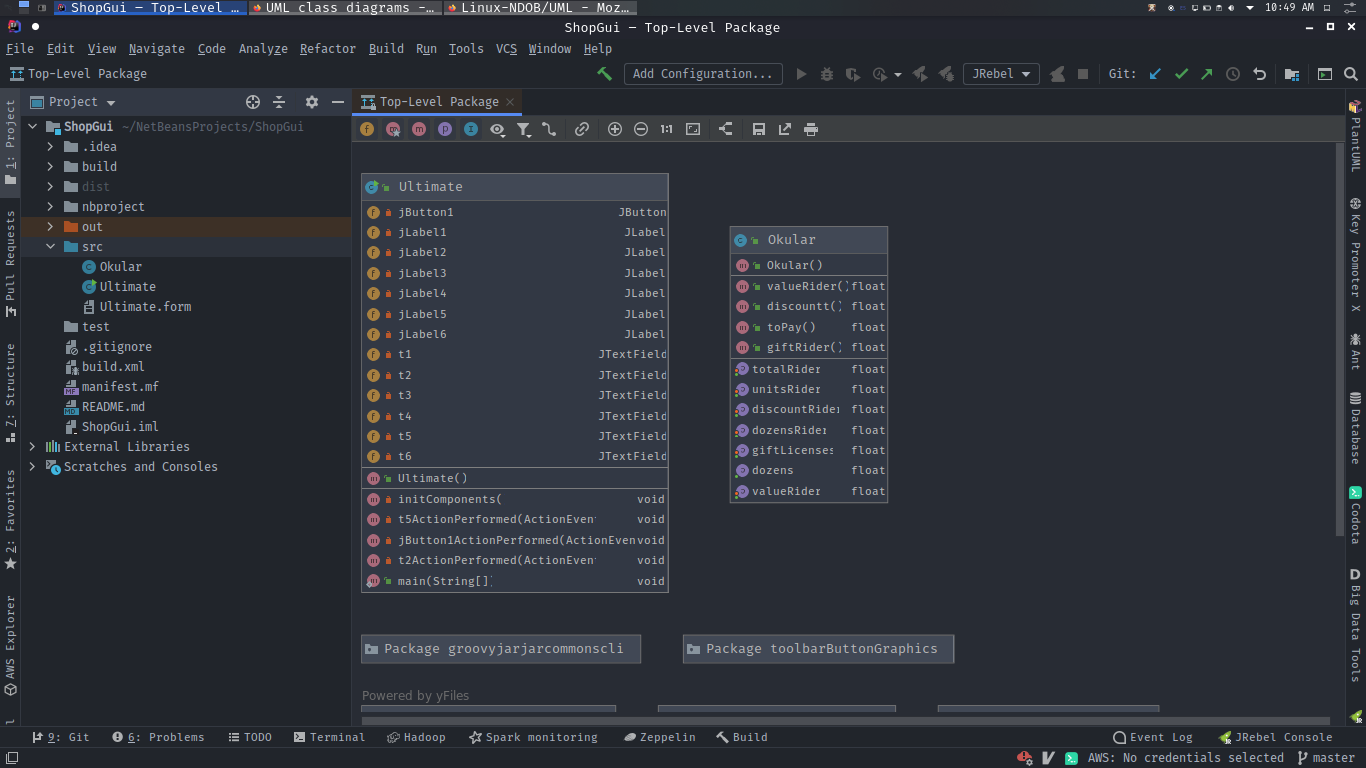 ShopGui – Top-Level …
UML class diagrams –…
Linux-NDOB/UML – Moz…
10:49 AM
ShopGui – Top-Level Package
File Edit View Navigate Code Analyze Refactor Build Run Tools VCS Window Help
Top-Level Package
Add Configuration...
JRebel
Git:
Project
Top-Level Package
1: Project
Pull Requests
7: Structure
2: Favorites
AWS Explorer
ShopGui ~/NetBeansProjects/ShopGui
.idea
build
dist
nbproject
out
src
Okular
Ultimate
Ultimate.form
test
.gitignore
build.xml
manifest.mf
README.md
ShopGui.iml
External Libraries
Scratches and Consoles
1:1
Ultimate
jButton1 JButton
jLabel1 JLabel
jLabel2 JLabel
jLabel3 JLabel
jLabel4 JLabel
jLabel5 JLabel
jLabel6 JLabel
t1 JTextField
t2 JTextField
t3 JTextField
t4 JTextField
t5 JTextField
t6 JTextField
Ultimate()
initComponents( void
t5ActionPerformed(ActionEven void
jButton1ActionPerformed(ActionEven void
t2ActionPerformed(ActionEven void
main(String[] void
Okular
Okular()
valueRider() float
discountt() float
toPay() float
giftRider() float
totalRider float
unitsRider float
discountRider float
dozensRider float
giftLicenses float
dozens float
valueRider float
Package groovyjarjarcommonscli
Package toolbarButtonGraphics
Powered by yFiles
PlantUML
Key Promoter X
Ant
Database
Codota
Big Data Tools
9: Git
6: Problems
TODO
Terminal
Hadoop
Spark monitoring
Zeppelin
Build
Event Log
JRebel Console
AWS: No credentials selected
master